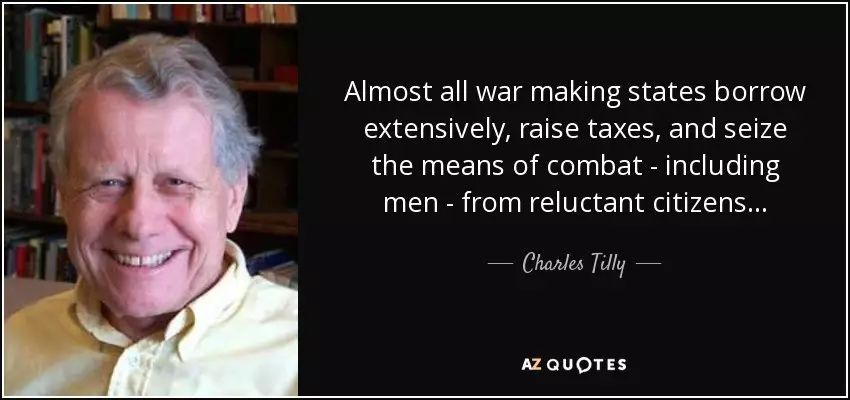 Almost all war making states borrow
extensively, raise taxes, and seize
the means of combat - including
men - from reluctant citizens...
Charles Tilly
AZ QUOTES